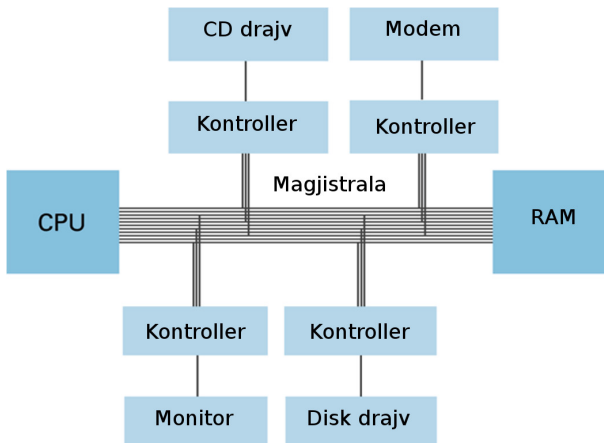 CD drajv
Modem
Kontroller
Kontroller
Magjistrala
CPU
RAM
Kontroller
Kontroller
Monitor
Disk drajv